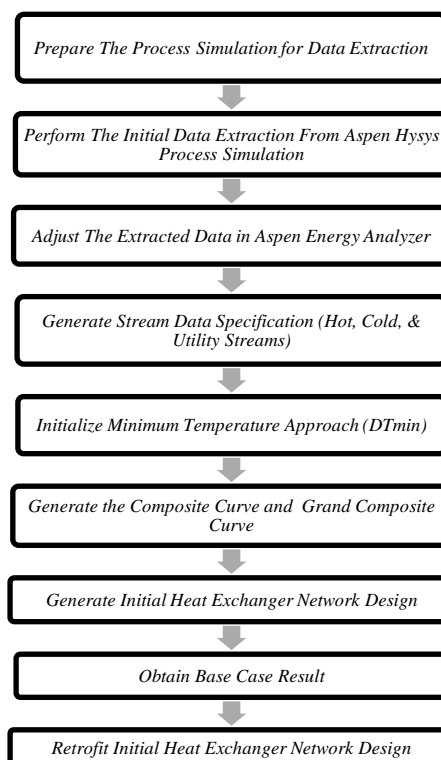 Prepare The Process Simulation for Data Extraction
Perform The Initial Data Extraction From Aspen Hysys
Process Simulation
Adjust The Extracted Data in Aspen Energy Analyzer
Generate Stream Data Specification (Hot, Cold, &
Utility Streams)
Initialize Minimum Temperature Approach (DTmin)
Generate the Composite Curve and Grand Composite
Curve
Generate Initial Heat Exchanger Network Design
Obtain Base Case Result
Retrofit Initial Heat Exchanger Network Design